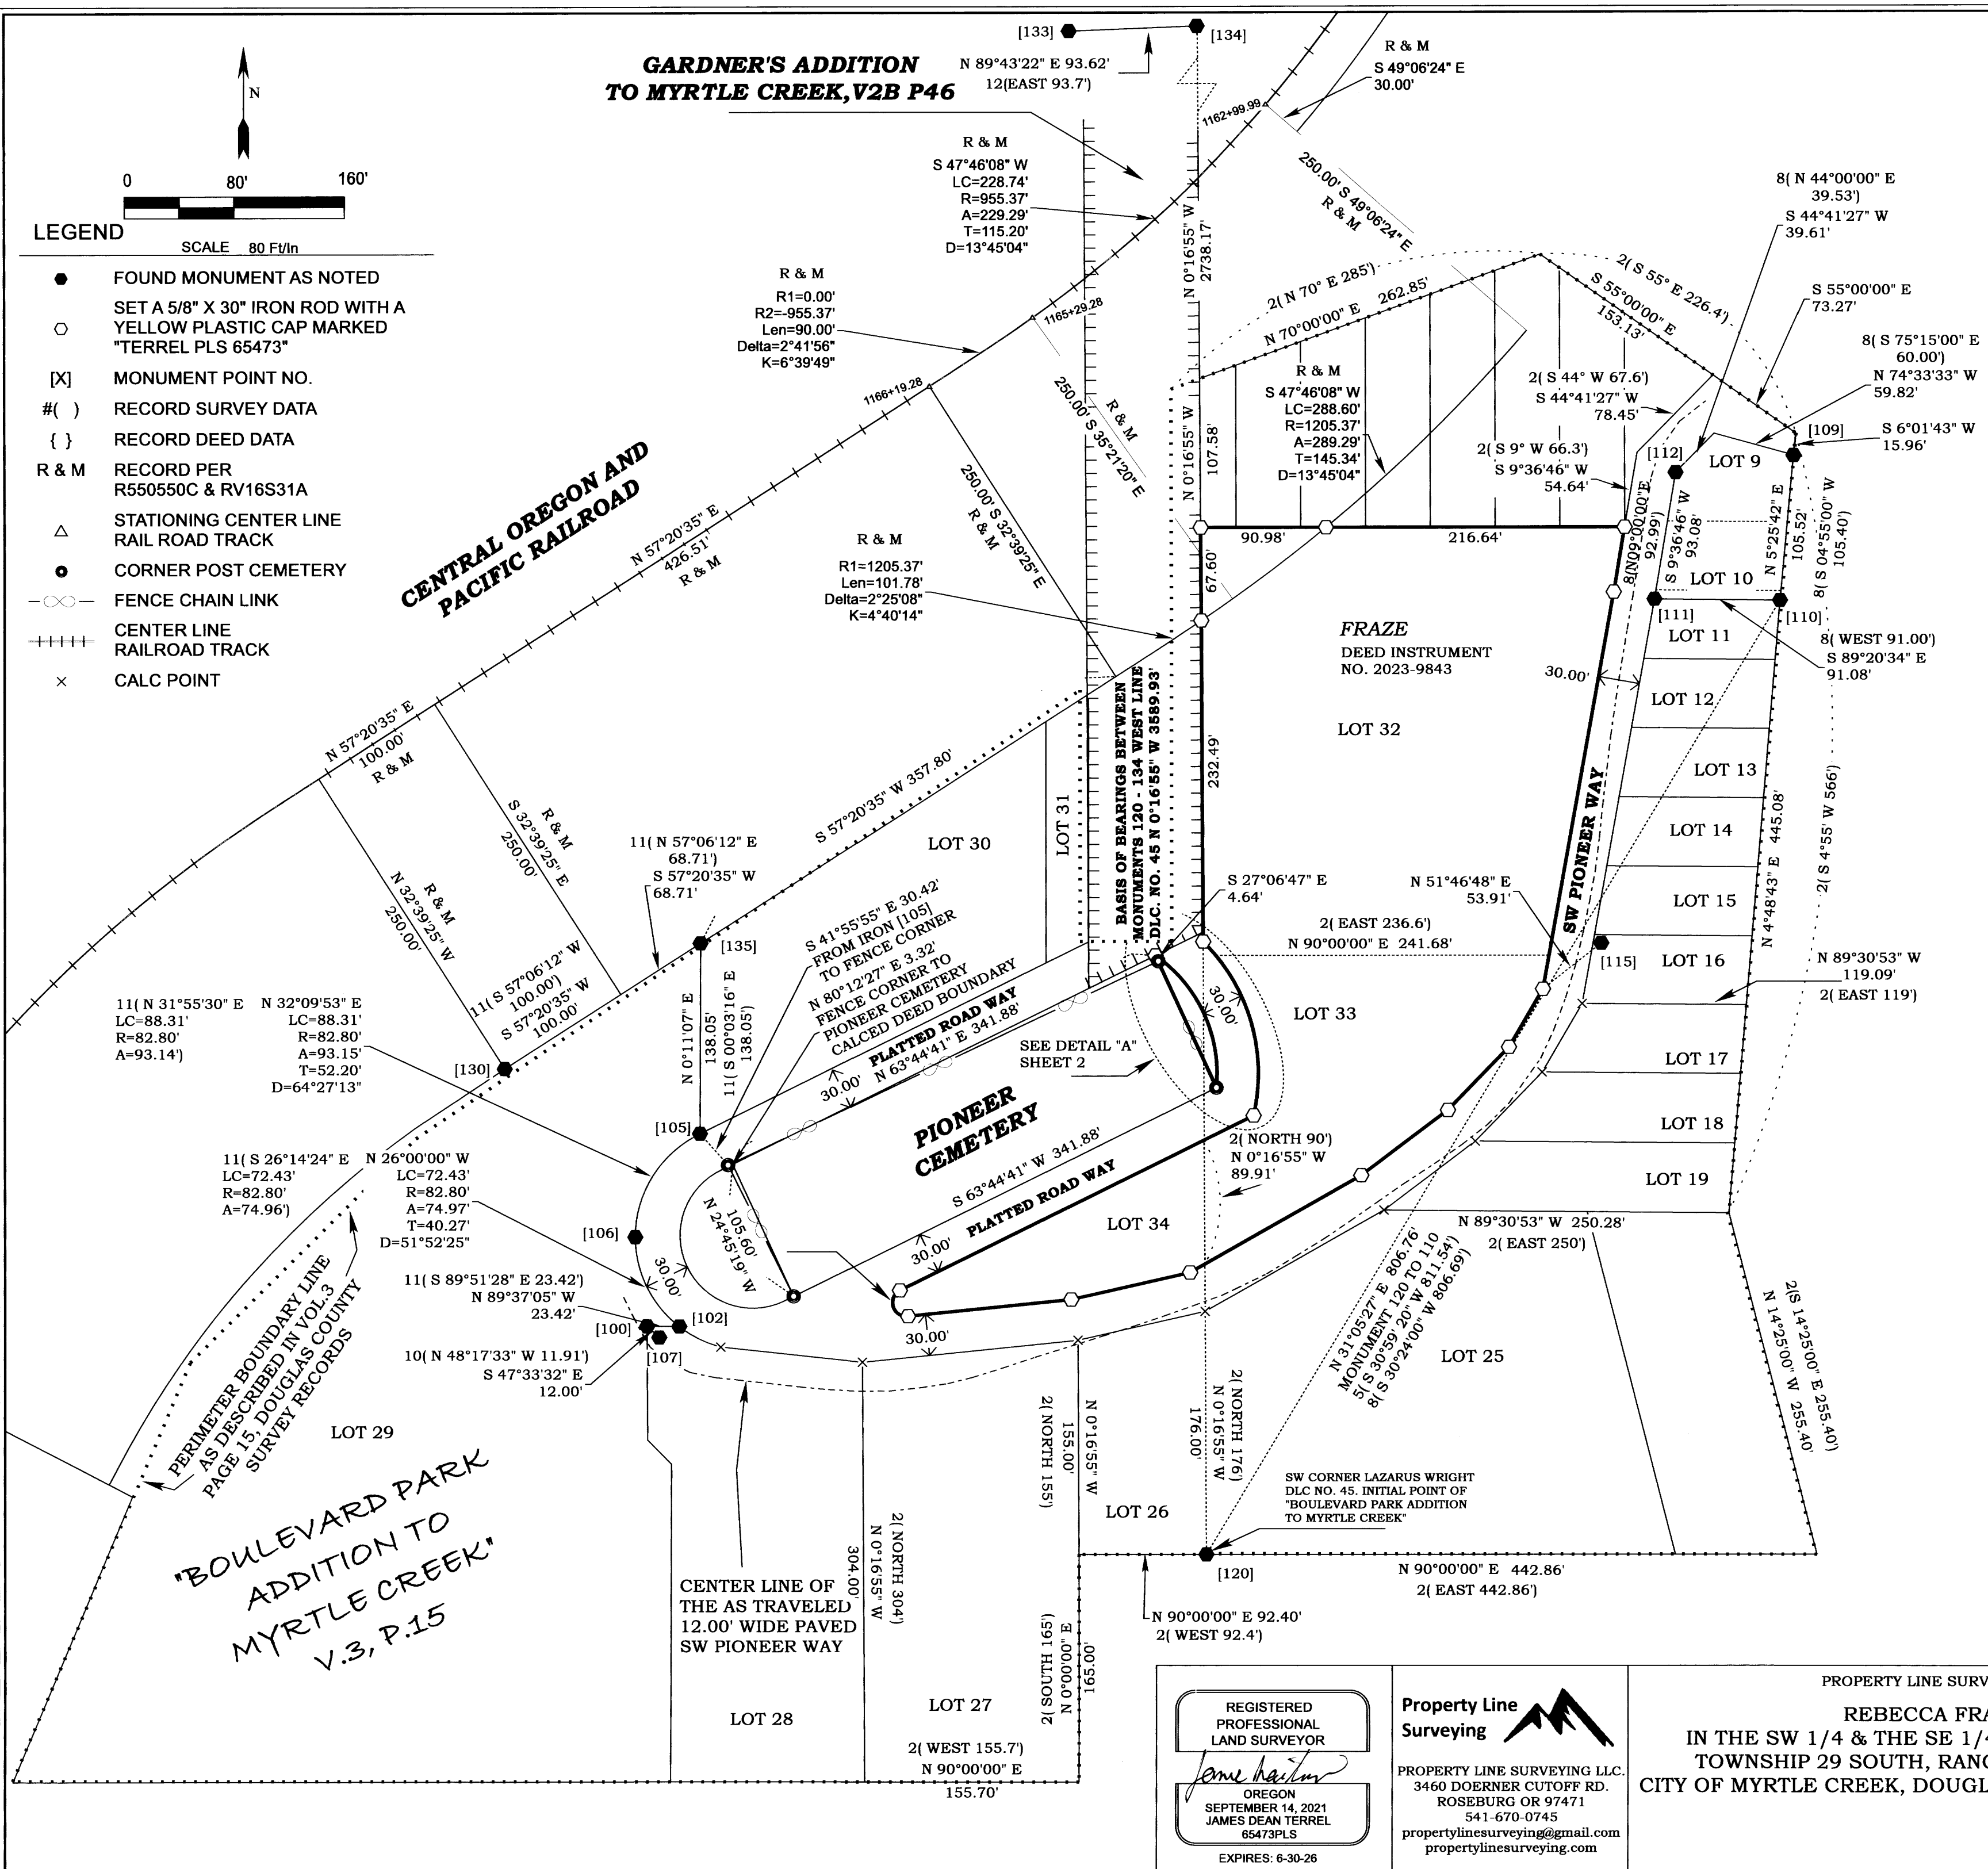 N
0 80' 160'
SCALE 80 Ft/In
LEGEND
FOUND MONUMENT AS NOTED
SET A 5/8" X 30" IRON ROD WITH A
YELLOW PLASTIC CAP MARKED
"TERREL PLS 65473"
[X] MONUMENT POINT NO.
#( ) RECORD SURVEY DATA
{ } RECORD DEED DATA
R & M RECORD PER
R550550C & RV16S31A
STATIONING CENTER LINE
RAIL ROAD TRACK
CORNER POST CEMETERY
FENCE CHAIN LINK
CENTER LINE
RAILROAD TRACK
CALC POINT
GARDNER'S ADDITION
TO MYRTLE CREEK,V2B P46
[133]
[134]
N 89°43'22" E 93.62'
12(EAST 93.7')
R & M
S 49°06'24" E
30.00'
1162+99.99
R & M
S 47°46'08" W
LC=228.74'
R=955.37'
A=229.29'
T=115.20'
D=13°45'04"
250.00' S 49°06'24" E
R & M
N 0°16'55" W
2738.17'
R & M
R1=0.00'
R2=-955.37'
Len=90.00'
Delta=2°41'56"
K=6°39'49"
1165+29.28
1166+19.28
250.00' S 35°21'20" E
R & M
250.00' S 32°39'25" E
R & M
2( N 70° E 285')
N 70°00'00" E 262.85'
2( S 55° E 226.4')
S 55°00'00" E
153.13'
8( N 44°00'00" E
39.53')
S 44°41'27" W
39.61'
S 55°00'00" E
73.27'
8( S 75°15'00" E
60.00')
N 74°33'33" W
59.82'
[109]
S 6°01'43" W
15.96'
2( S 44° W 67.6')
S 44°41'27" W
78.45'
2( S 9° W 66.3')
S 9°36'46" W
54.64'
[112]
LOT 9
N 0°16'55" W
107.58'
R & M
S 47°46'08" W
LC=288.60'
R=1205.37'
A=289.29'
T=145.34'
D=13°45'04"
90.98'
216.64'
8(N09°00'00"E
92.99')
S 9°36'46" W
93.08'
N 5°25'42" E
105.52'
8( S 04°55'00" W
105.40')
LOT 10
[111]
[110]
LOT 11
8( WEST 91.00')
S 89°20'34" E
91.08'
CENTRAL OREGON AND
PACIFIC RAILROAD
N 57°20'35" E
426.51'
R & M
R & M
R1=1205.37'
Len=101.78'
Delta=2°25'08"
K=4°40'14"
67.60'
FRAZE
DEED INSTRUMENT
NO. 2023-9843
LOT 32
30.00'
LOT 12
LOT 13
LOT 14
LOT 15
LOT 16
LOT 17
LOT 18
LOT 19
N 4°48'43" E 445.08'
2( S 4°55' W 566')
SW PIONEER WAY
N 57°20'35" E
100.00'
R & M
R & M
N 32°39'25" W
250.00'
R & M
S 32°39'25" E
250.00'
S 57°20'35" W 357.80'
LOT 30
LOT 31
BASIS OF BEARINGS BETWEEN
MONUMENTS 120 - 134 WEST LINE
DLC. NO. 45 N 0°16'55" W 3589.93'
232.49'
11( N 57°06'12" E
68.71')
S 57°20'35" W
68.71'
[135]
S 41°55'55" E 30.42'
FROM IRON [105]
TO FENCE CORNER
N 80°12'27" E 3.32'
FENCE CORNER TO
PIONEER CEMETERY
CALCED DEED BOUNDARY
S 27°06'47" E
4.64'
N 51°46'48" E
53.91'
2( EAST 236.6')
N 90°00'00" E 241.68'
[115]
N 89°30'53" W
119.09'
2( EAST 119')
11( N 31°55'30" E
LC=88.31'
R=82.80'
A=93.14')
N 32°09'53" E
LC=88.31'
R=82.80'
A=93.15'
T=52.20'
D=64°27'13"
11( S 57°06'12" W
100.00')
S 57°20'35" W
100.00'
[130]
N 0°11'07" E
138.05'
11( S 00°03'16" E
138.05')
PLATTED ROAD WAY
N 63°44'41" E 341.88'
30.00'
30.00'
LOT 33
SEE DETAIL "A"
SHEET 2
PIONEER
CEMETERY
[105]
11( S 26°14'24" E
LC=72.43'
R=82.80'
A=74.96')
N 26°00'00" W
LC=72.43'
R=82.80'
A=74.97'
T=40.27'
D=51°52'25"
[106]
105.60'
N 24°45'19" W
S 63°44'41" W 341.88'
PLATTED ROAD WAY
30.00'
2( NORTH 90')
N 0°16'55" W
89.91'
LOT 34
30.00'
N 89°30'53" W 250.28'
2( EAST 250')
11( S 89°51'28" E 23.42')
N 89°37'05" W
23.42'
[100]
[102]
[107]
10( N 48°17'33" W 11.91')
S 47°33'32" E
12.00'
30.00'
N 31°05'27" E 806.76'
MONUMENT 120 TO 110
5( S 30°59' 20" W 811.54')
8( S 30°24'00" W 806.69')
LOT 25
2(S 14°25'00" E 255.40')
N 14°25'00" W 255.40'
PERIMETER BOUNDARY LINE
AS DESCRIBED IN VOL.3
PAGE 15, DOUGLAS COUNTY
SURVEY RECORDS
LOT 29
"BOULEVARD PARK
ADDITION TO
MYRTLE CREEK"
V.3, P.15
2( NORTH 155')
155.00'
N 0°16'55" W
2( NORTH 176')
N 0°16'55" W
176.00'
SW CORNER LAZARUS WRIGHT
DLC NO. 45. INITIAL POINT OF
"BOULEVARD PARK ADDITION
TO MYRTLE CREEK"
LOT 26
[120]
N 90°00'00" E 442.86'
2( EAST 442.86')
N 90°00'00" E 92.40'
2( WEST 92.4')
2( NORTH 304')
N 0°16'55" W
304.00'
CENTER LINE OF
THE AS TRAVELED
12.00' WIDE PAVED
SW PIONEER WAY
2( SOUTH 165')
N 0°00'00" E
165.00'
LOT 28
LOT 27
2( WEST 155.7')
N 90°00'00" E
155.70'
REGISTERED
PROFESSIONAL
LAND SURVEYOR
OREGON
SEPTEMBER 14, 2021
JAMES DEAN TERREL
65473PLS
EXPIRES: 6-30-26
Property Line
Surveying
PROPERTY LINE SURVEYING LLC.
3460 DOERNER CUTOFF RD.
ROSEBURG OR 97471
541-670-0745
propertylinesurveying@gmail.com
propertylinesurveying.com
PROPERTY LINE SURV
REBECCA FRA
IN THE SW 1/4 & THE SE 1/4
TOWNSHIP 29 SOUTH, RANG
CITY OF MYRTLE CREEK, DOUGL